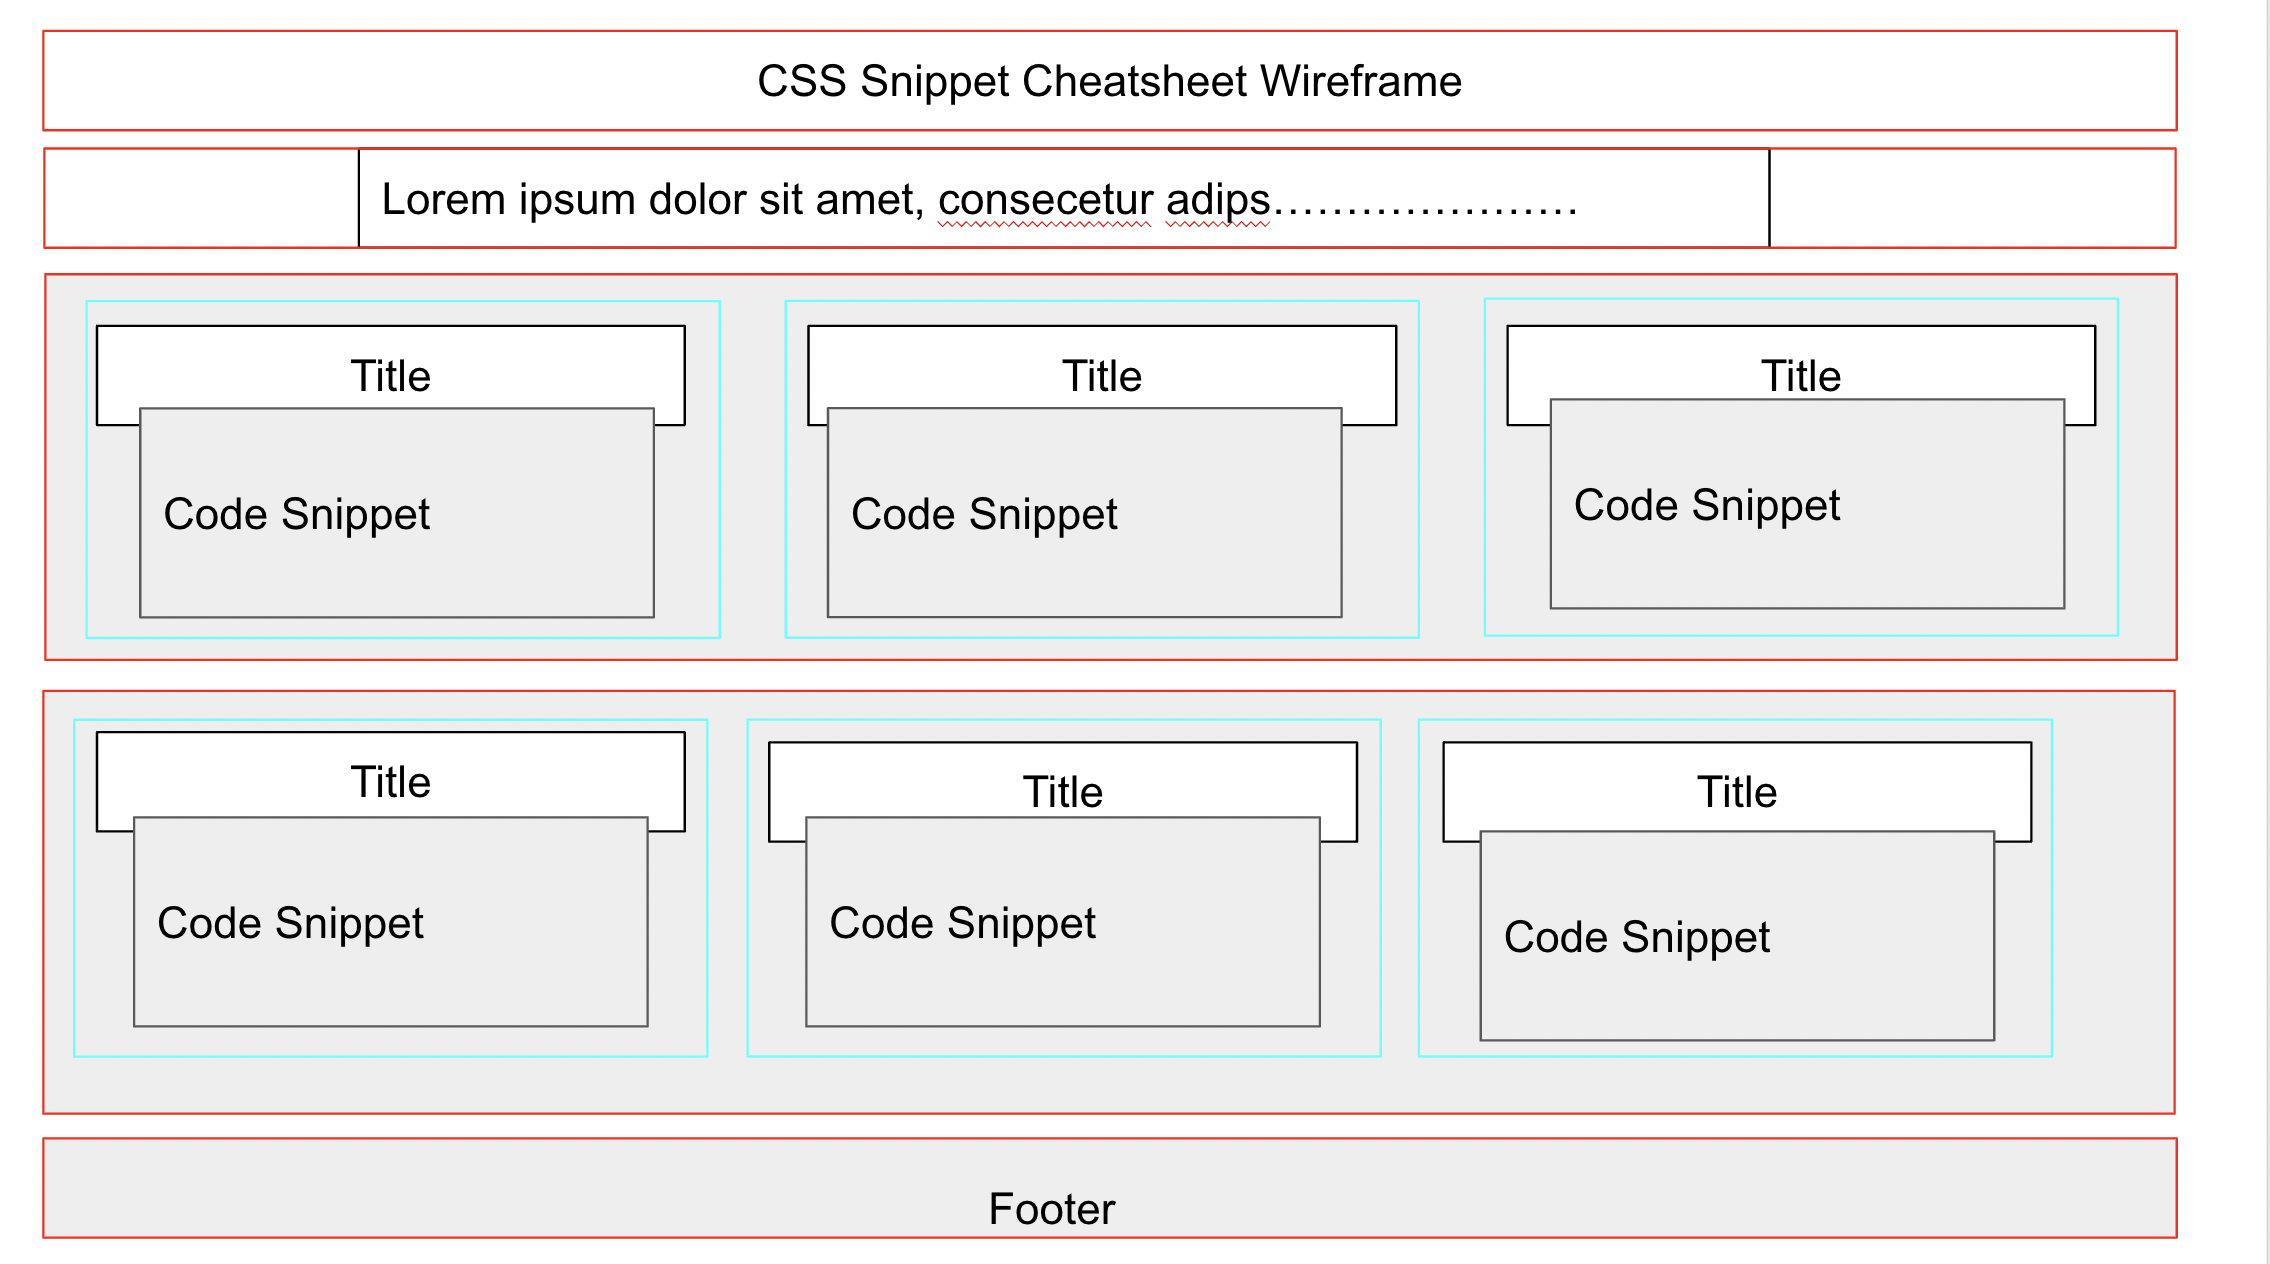 CSS Snippet Cheatsheet Wireframe
Lorem ipsum dolor sit amet, consecetur adips.....................
Title
Title
Title
Code Snippet
Code Snippet
Code Snippet
Title
Title
Title
Code Snippet
Code Snippet
Code Snippet
Footer